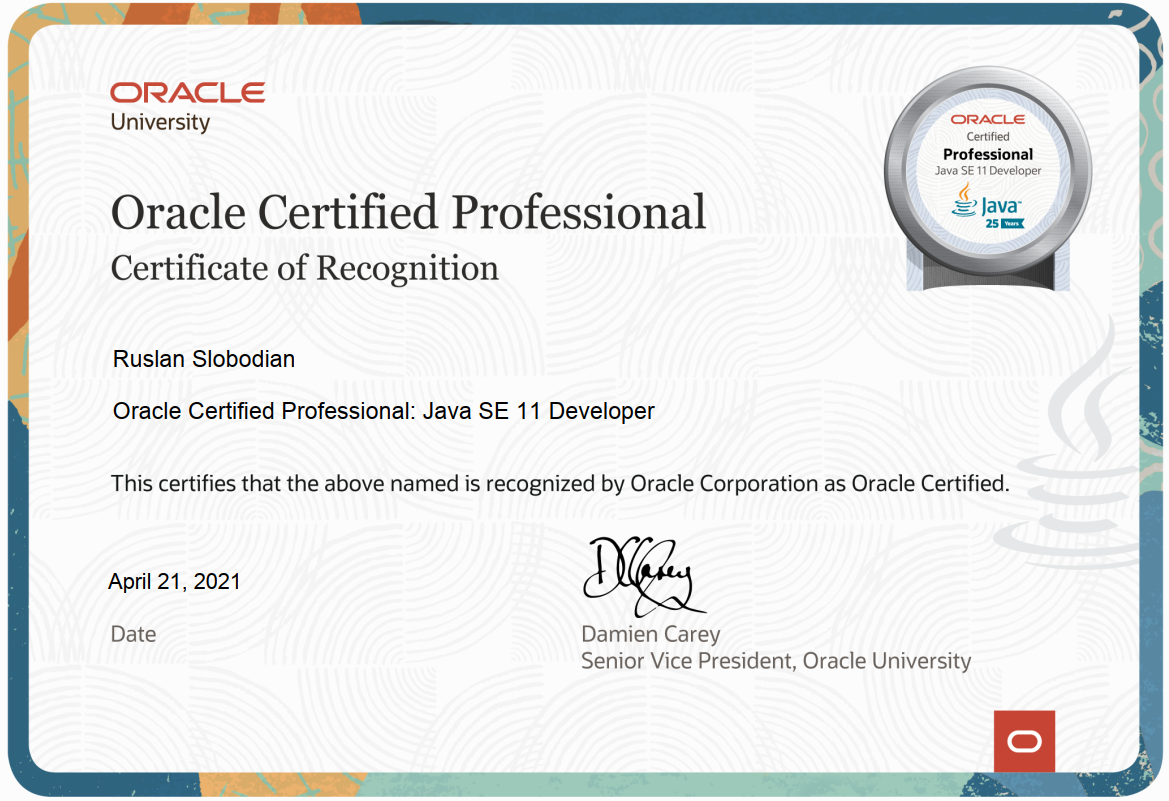 ORACLE
University
ORACLE
Certified
Professional
Java SE 11 Developer
Java™
25 Years
Oracle Certified Professional
Certificate of Recognition
Ruslan Slobodian
Oracle Certified Professional: Java SE 11 Developer
This certifies that the above named is recognized by Oracle Corporation as Oracle Certified.
April 21, 2021
DCCarey
Date
Damien Carey
Senior Vice President, Oracle University